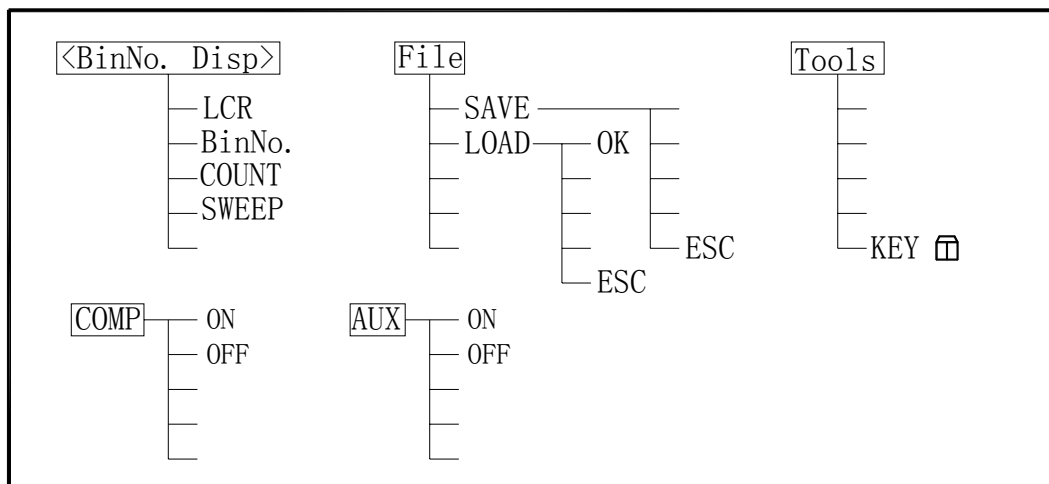 <BinNo. Disp>
LCR
BinNo.
COUNT
SWEEP
File
SAVE
LOAD
OK
ESC
ESC
Tools
KEY
COMP
ON
OFF
AUX
ON
OFF